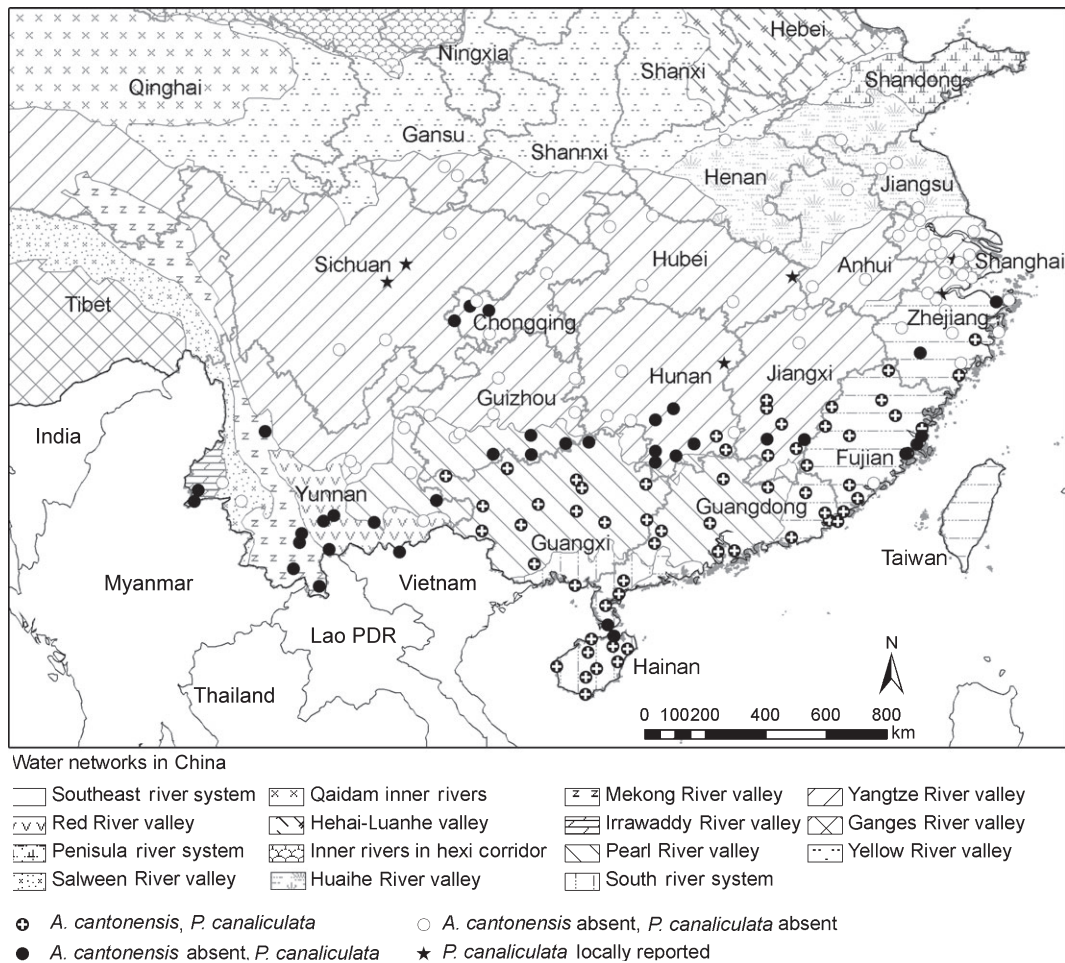 Hebei
Ningxia
Shanxi
Qinghai
Shandong
Gansu
Shannxi
Henan
Jiangsu
Sichuan
Hubei
Anhui
Shanghai
Tibet
Chongqing
Zhejiang
Hunan
Jiangxi
Guizhou
India
Fujian
Yunnan
Guangdong
Guangxi
Taiwan
Myanmar
Vietnam
Lao PDR
N
Hainan
Thailand
0 100 200 400 600 800
km
Water networks in China
Southeast river system Qaidam inner rivers Mekong River valley Yangtze River valley
Red River valley Hehai-Luanhe valley Irrawaddy River valley Ganges River valley
Penisula river system Inner rivers in hexi corridor Pearl River valley Yellow River valley
Salween River valley Huaihe River valley South river system
A. cantonensis, P. canaliculata A. cantonensis absent, P. canaliculata absent
A. cantonensis absent, P. canaliculata P. canaliculata locally reported